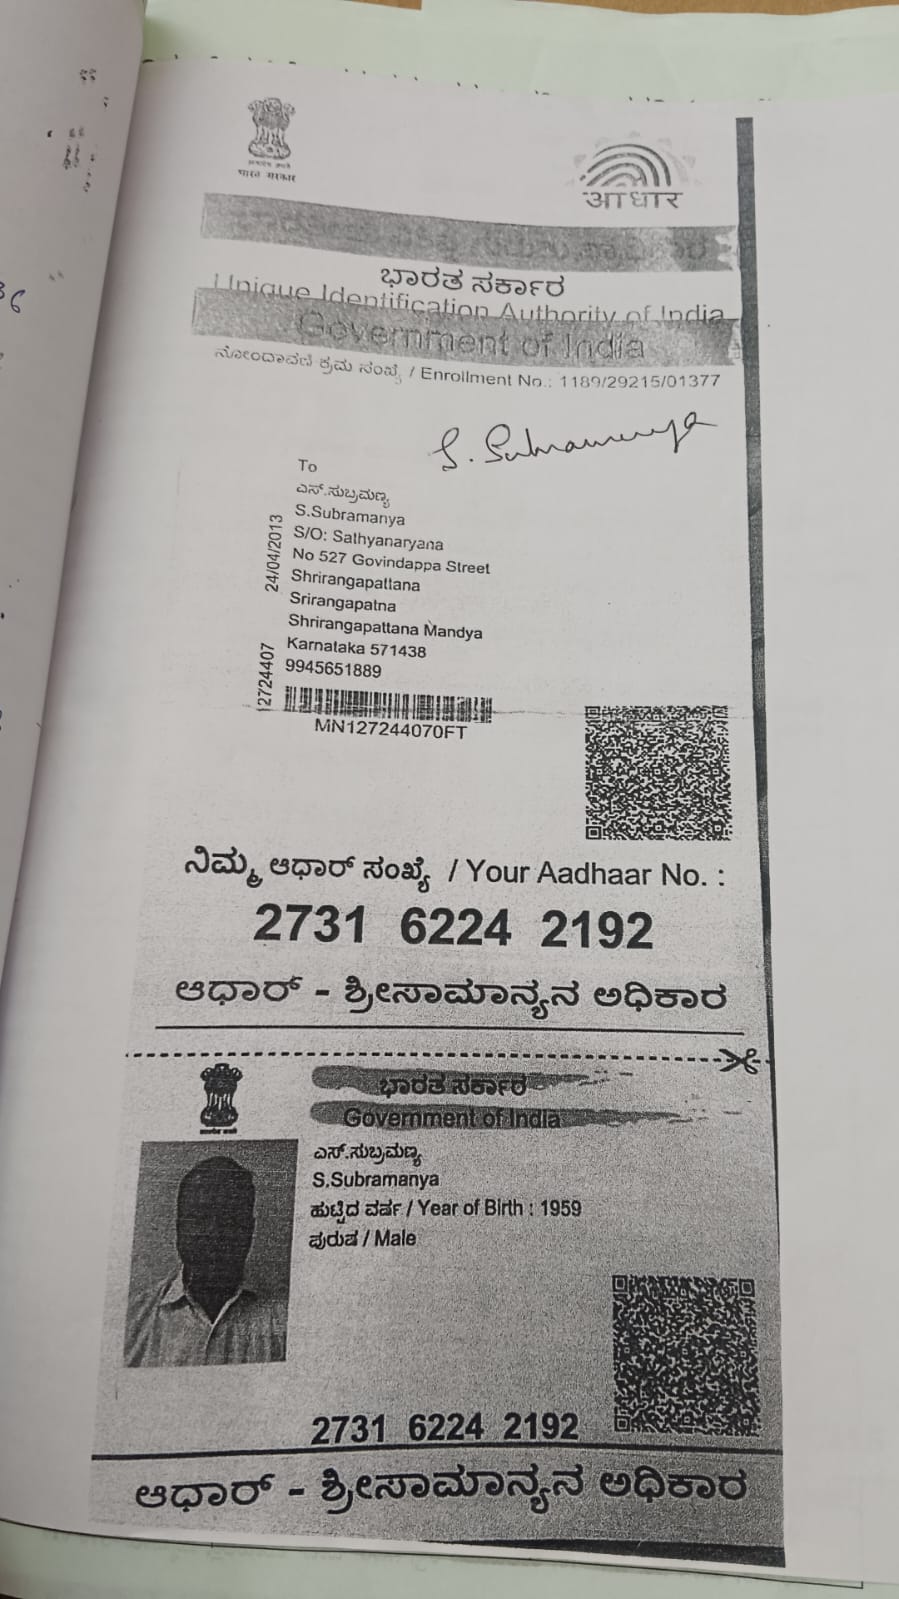 भारत सरकार
आधार
ಭಾರತ ಸರ್ಕಾರ
Unique Identification Authority of India
Government of India
ನೋಂದಾವಣಿ ಕ್ರಮ ಸಂಖ್ಯೆ / Enrollment No.: 1189/29215/01377
S. Subramanya
To
ಎಸ್.ಸುಬ್ರಮಣ್ಯ
S.Subramanya
S/O: Sathyanaryana
No 527 Govindappa Street
Shrirangapattana
Srirangapatna
Shrirangapattana Mandya
Karnataka 571438
9945651889
24/04/2013
12724407
MN127244070FT
ನಿಮ್ಮ ಆಧಾರ್ ಸಂಖ್ಯೆ / Your Aadhaar No. :
2731 6224 2192
ಆಧಾರ್ - ಶ್ರೀಸಾಮಾನ್ಯನ ಅಧಿಕಾರ
ಭಾರತ ಸರ್ಕಾರ
Government of India
ಎಸ್.ಸುಬ್ರಮಣ್ಯ
S.Subramanya
ಹುಟ್ಟಿದ ವರ್ಷ / Year of Birth : 1959
ಪುರುಷ / Male
2731 6224 2192
ಆಧಾರ್ - ಶ್ರೀಸಾಮಾನ್ಯನ ಅಧಿಕಾರ